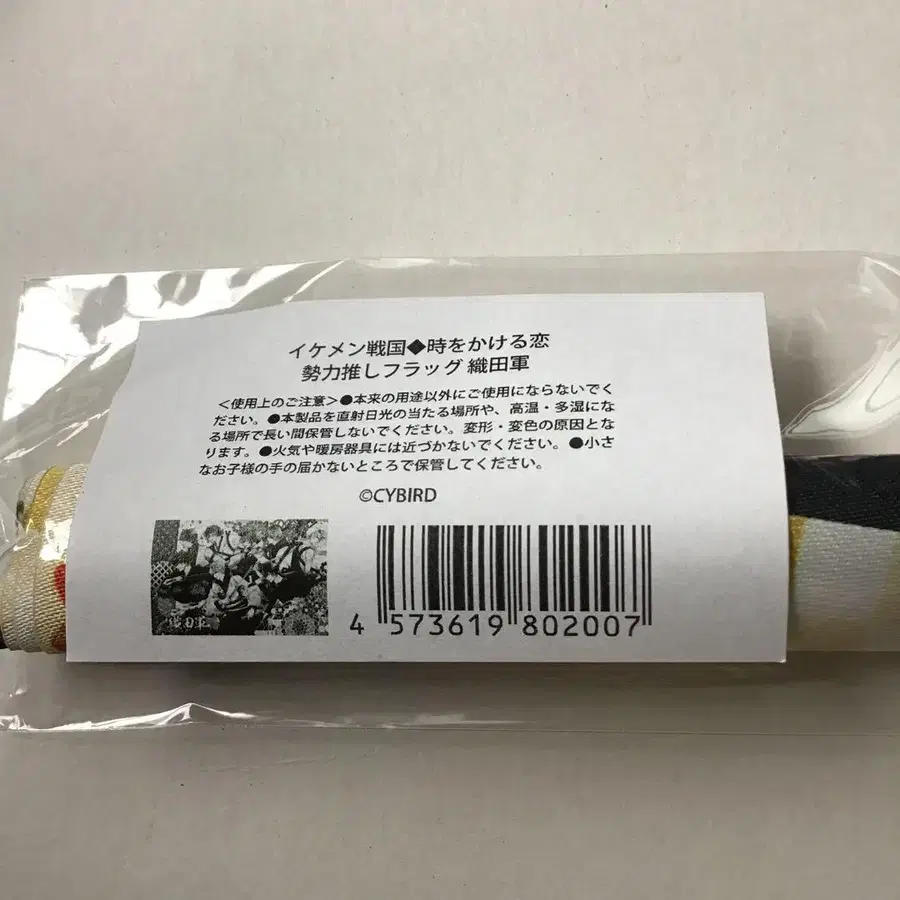 イケメン戦国◆時をかける恋
勢力推しフラッグ 織田軍
＜使用上のご注意＞●本来の用途以外にご使用にならないでく
ださい。●本製品を直射日光の当たる場所や、高温・多湿にな
る場所で長い間保管しないでください。変形・変色の原因とな
ります。●火気や暖房器具には近づかないでください。●小さ
なお子様の手の届かないところで保管してください。
©CYBIRD
織田軍
4 573619 802007